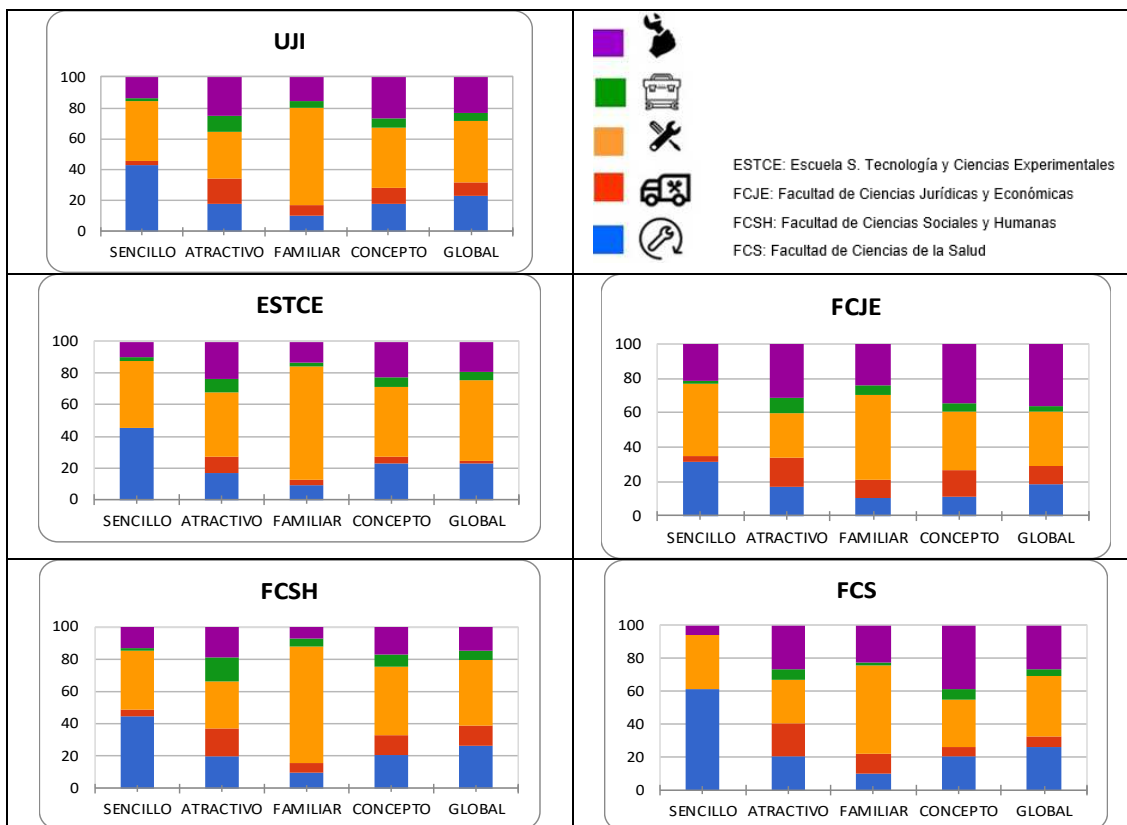 UJI
100
80
60
40
20
0
SENCILLO ATRACTIVO FAMILIAR CONCEPTO GLOBAL
ESTCE: Escuela S. Tecnología y Ciencias Experimentales
FCJE: Facultad de Ciencias Jurídicas y Económicas
FCSH: Facultad de Ciencias Sociales y Humanas
FCS: Facultad de Ciencias de la Salud
ESTCE
100
80
60
40
20
0
SENCILLO ATRACTIVO FAMILIAR CONCEPTO GLOBAL
FCJE
100
80
60
40
20
0
SENCILLO ATRACTIVO FAMILIAR CONCEPTO GLOBAL
FCSH
100
80
60
40
20
0
SENCILLO ATRACTIVO FAMILIAR CONCEPTO GLOBAL
FCS
100
80
60
40
20
0
SENCILLO ATRACTIVO FAMILIAR CONCEPTO GLOBAL